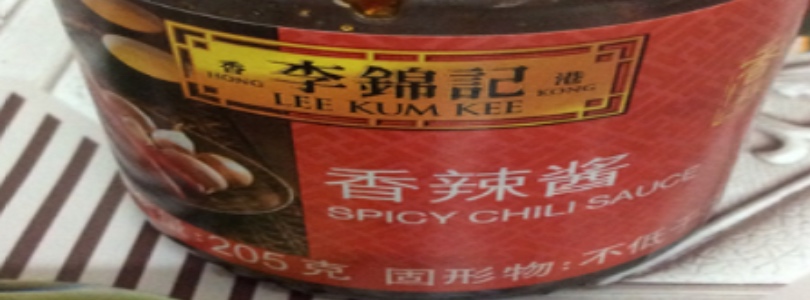 香 李錦記 港
HONG KONG
LEE KUM KEE
香辣酱
SPICY CHILI SAUCE
205克 固形物:不低于